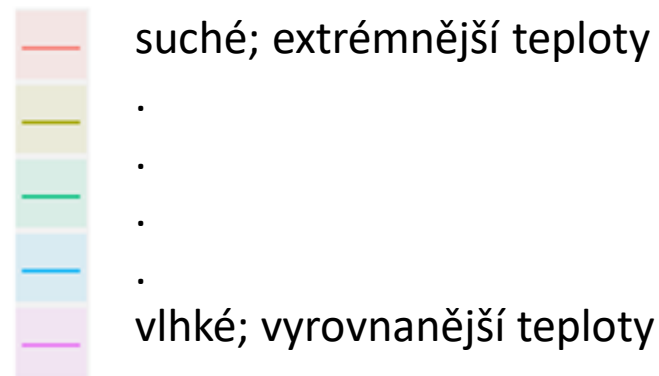 suché; extrémnější teploty
.
.
.
.
vlhké; vyrovnanější teploty